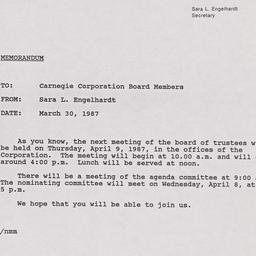 Sara L. Engelhardt
Secretary
MEMORANDUM
TO: Carnegie Corporation Board Members
FROM: Sara L. Engelhardt
DATE: March 30, 1987
As you know, the next meeting of the board of trustees w
be held on Thursday, April 9, 1987, in the offices of the
Corporation. The meeting will begin at 10.00 a.m. and will
around 4:00 p.m. Lunch will be served at noon.
There will be a meeting of the agenda committee at 9:00
The nominating committee will meet on Wednesday, April 8, at
5 p.m.
We hope that you will be able to join us.
/nmm